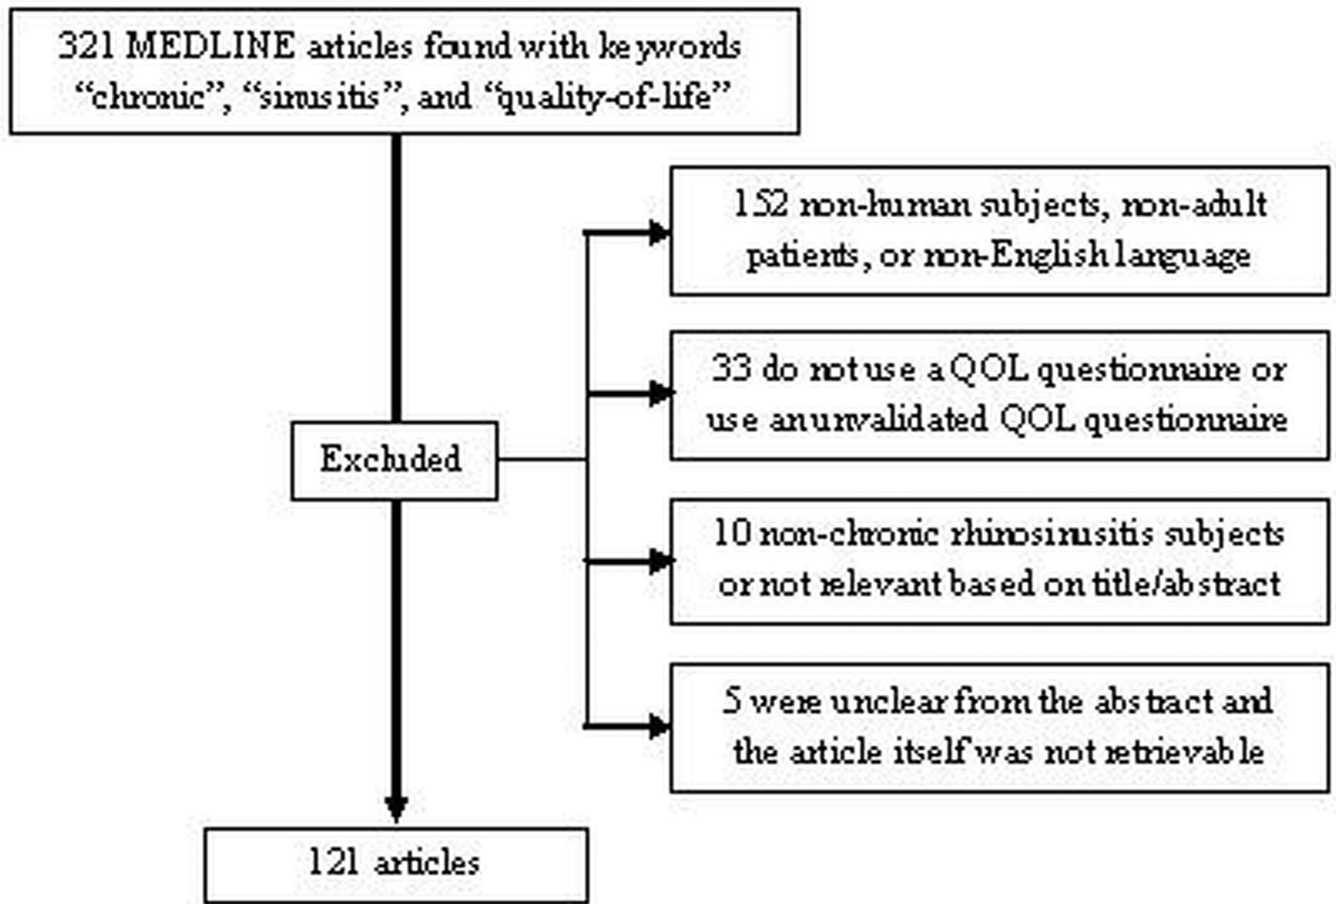 321 MEDLINE articles found with keywords
“chronic”, “sinusitis”, and “quality-of-life”
152 non-human subjects, non-adult
patients, or non-English language
33 do not use a QOL questionnaire or
use an unvalidated QOL questionnaire
Excluded
10 non-chronic rhinosinusitis subjects
or not relevant based on title/abstract
5 were unclear from the abstract and
the article itself was not retrievable
121 articles